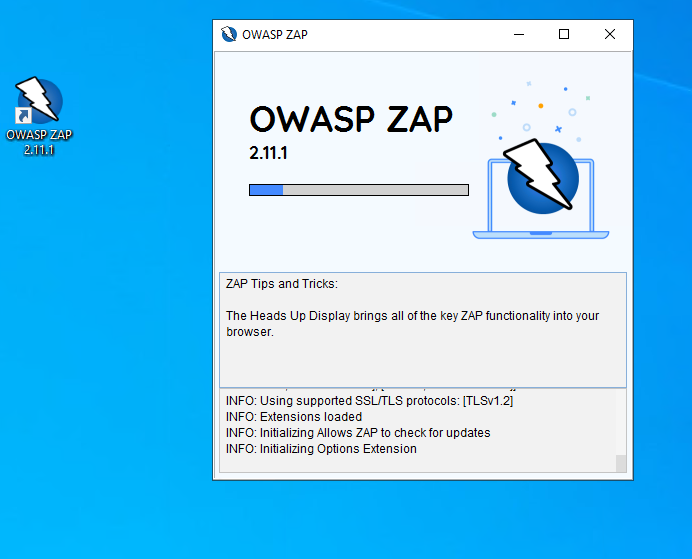 OWASP ZAP
OWASP ZAP
2.11.1
OWASP ZAP
2.11.1
ZAP Tips and Tricks:
The Heads Up Display brings all of the key ZAP functionality into your
browser.
INFO: Using supported SSL/TLS protocols: [TLSv1.2]
INFO: Extensions loaded
INFO: Initializing Allows ZAP to check for updates
INFO: Initializing Options Extension